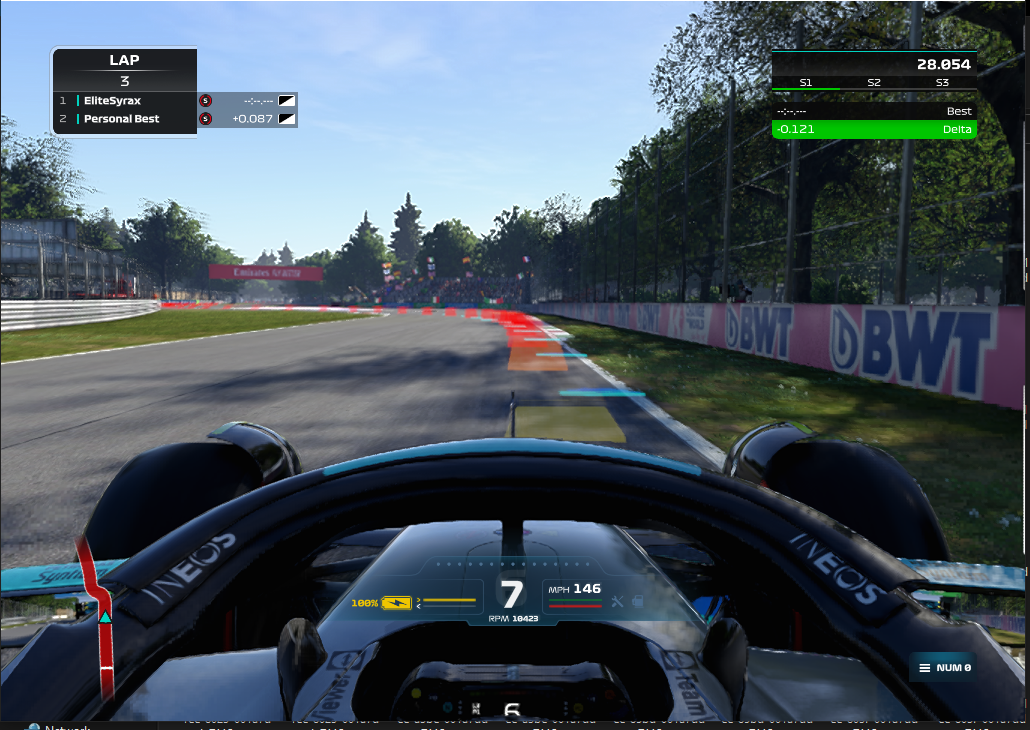 LAP
3
1 EliteSyrax S --:--.---
2 Personal Best S +0.087
28.054
S1 S2 S3
--:--.--- Best
-0.121 Delta
Emirates
BWT BWT
INEOS INEOS
7
100%
MPH 146
RPM 10423
NUM 0
6
Network